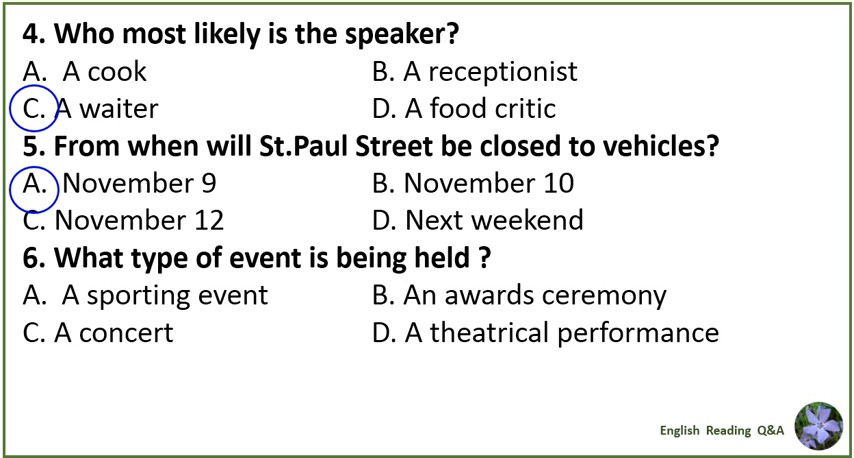 4. Who most likely is the speaker?
A. A cook B. A receptionist
C. A waiter D. A food critic
5. From when will St.Paul Street be closed to vehicles?
A. November 9 B. November 10
C. November 12 D. Next weekend
6. What type of event is being held ?
A. A sporting event B. An awards ceremony
C. A concert D. A theatrical performance
English Reading Q&A